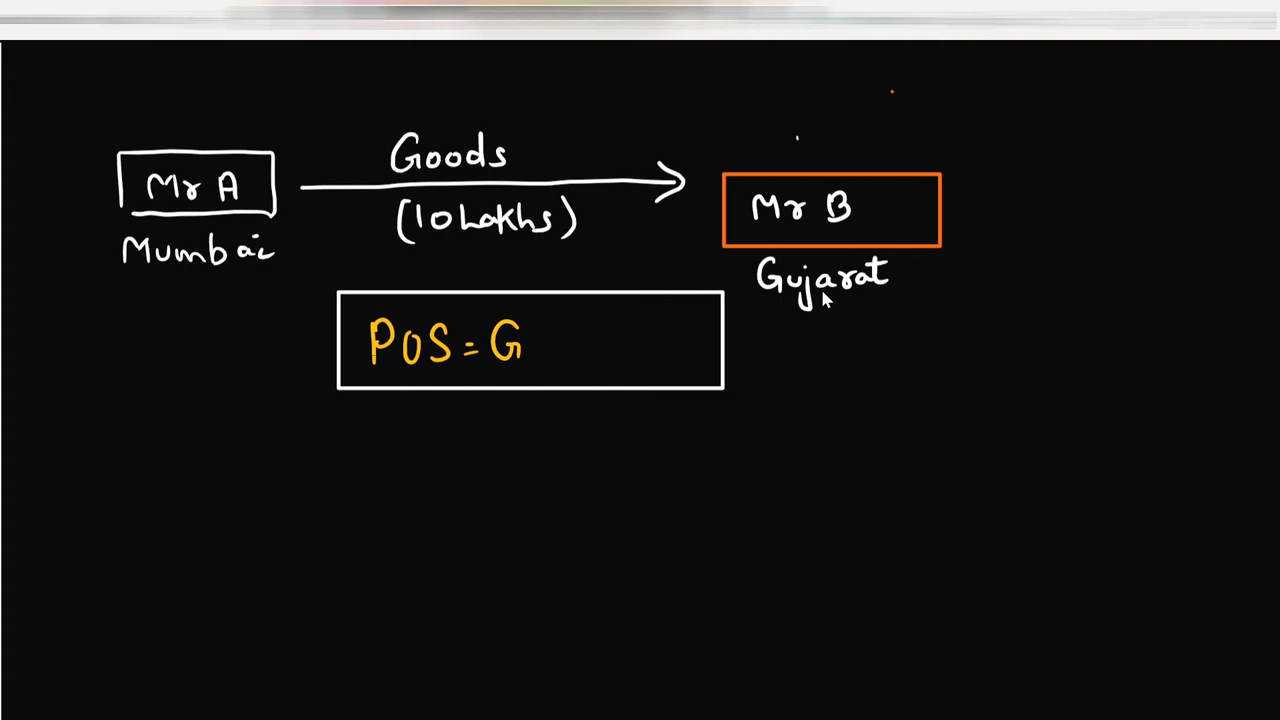 Goods
Mr A
Mr B
(10 Lakhs)
Mumbai
Gujarat
POS = G